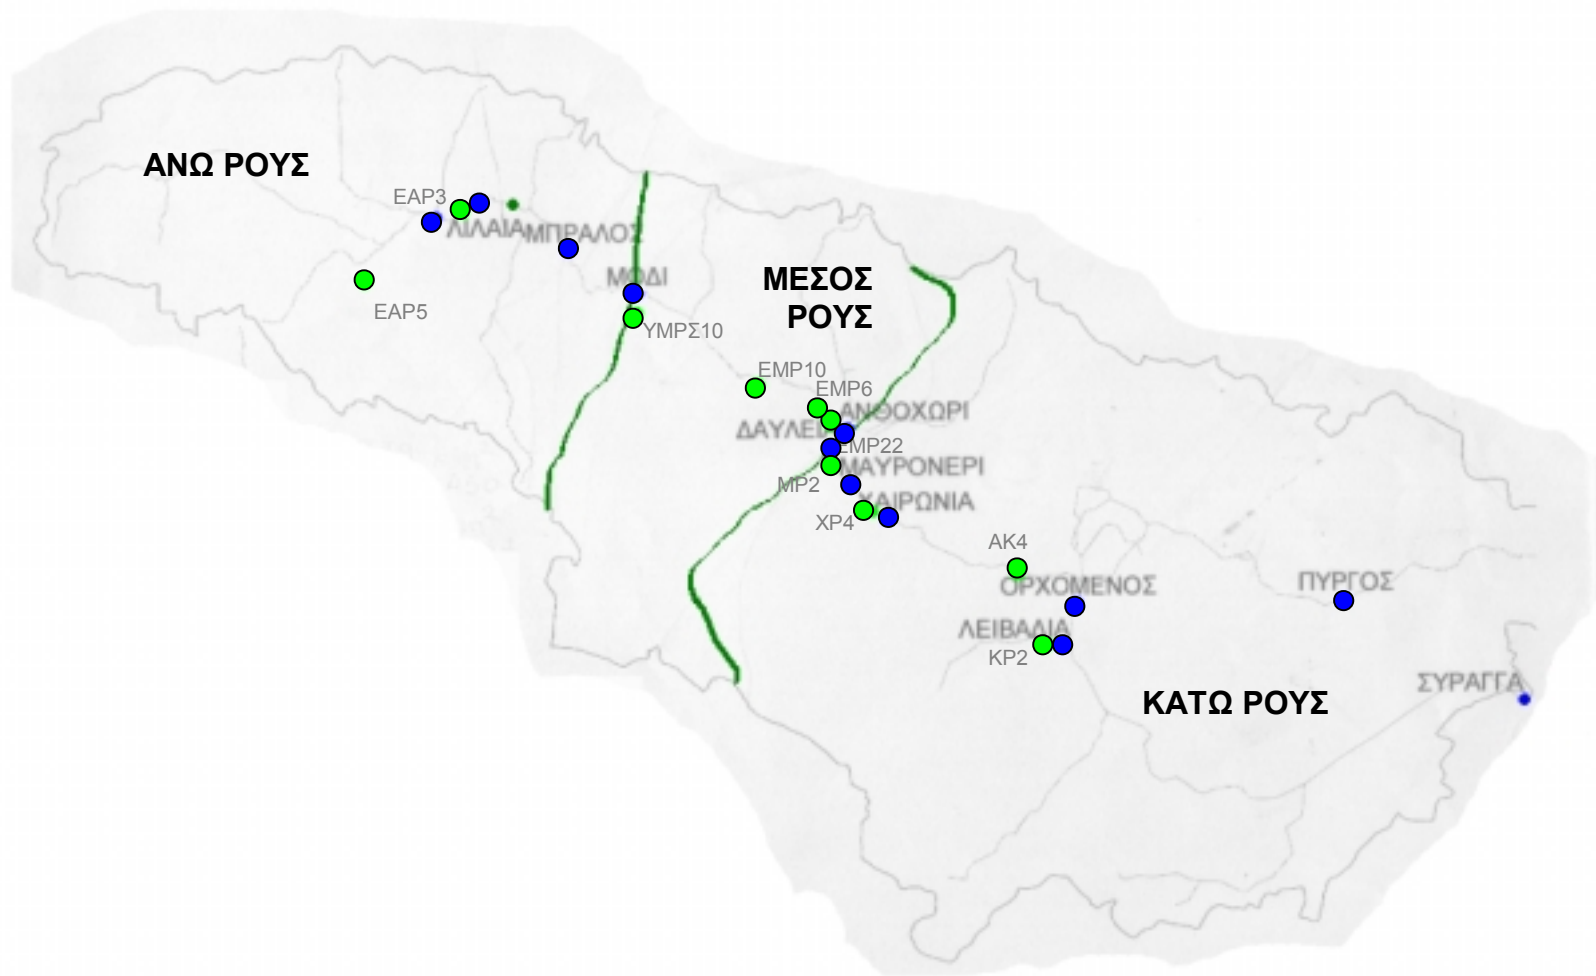 ΑΝΩ ΡΟΥΣ
ΕΑΡ3
ΛΙΛΑΙΑ
ΜΠΡΑΛΟΣ
ΕΑΡ5
ΜΟΔΙ
ΥΜΡΣ10
ΜΕΣΟΣ
ΡΟΥΣ
ΕΜΡ10
ΕΜΡ6
ΑΝΘΟΧΩΡΙ
ΔΑΥΛΕΙΑ
ΕΜΡ22
ΜΑΥΡΟΝΕΡΙ
ΜΡ2
ΧΑΙΡΩΝΙΑ
ΧΡ4
ΑΚ4
ΟΡΧΟΜΕΝΟΣ
ΠΥΡΓΟΣ
ΛΕΙΒΑΔΙΑ
ΚΡ2
ΣΥΡΑΓΓΑ
ΚΑΤΩ ΡΟΥΣ